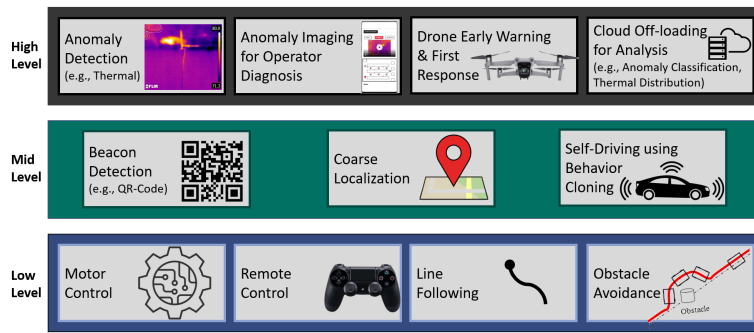 High
Level
Anomaly
Detection
(e.g., Thermal)
Anomaly Imaging
for Operator
Diagnosis
Drone Early Warning
& First
Response
Cloud Off-loading
for Analysis
(e.g., Anomaly Classification,
Thermal Distribution)
Mid
Level
Beacon
Detection
(e.g., QR-Code)
Coarse
Localization
Self-Driving using
Behavior
Cloning
Low
Level
Motor
Control
Remote
Control
Line
Following
Obstacle
Avoidance
Obstacle